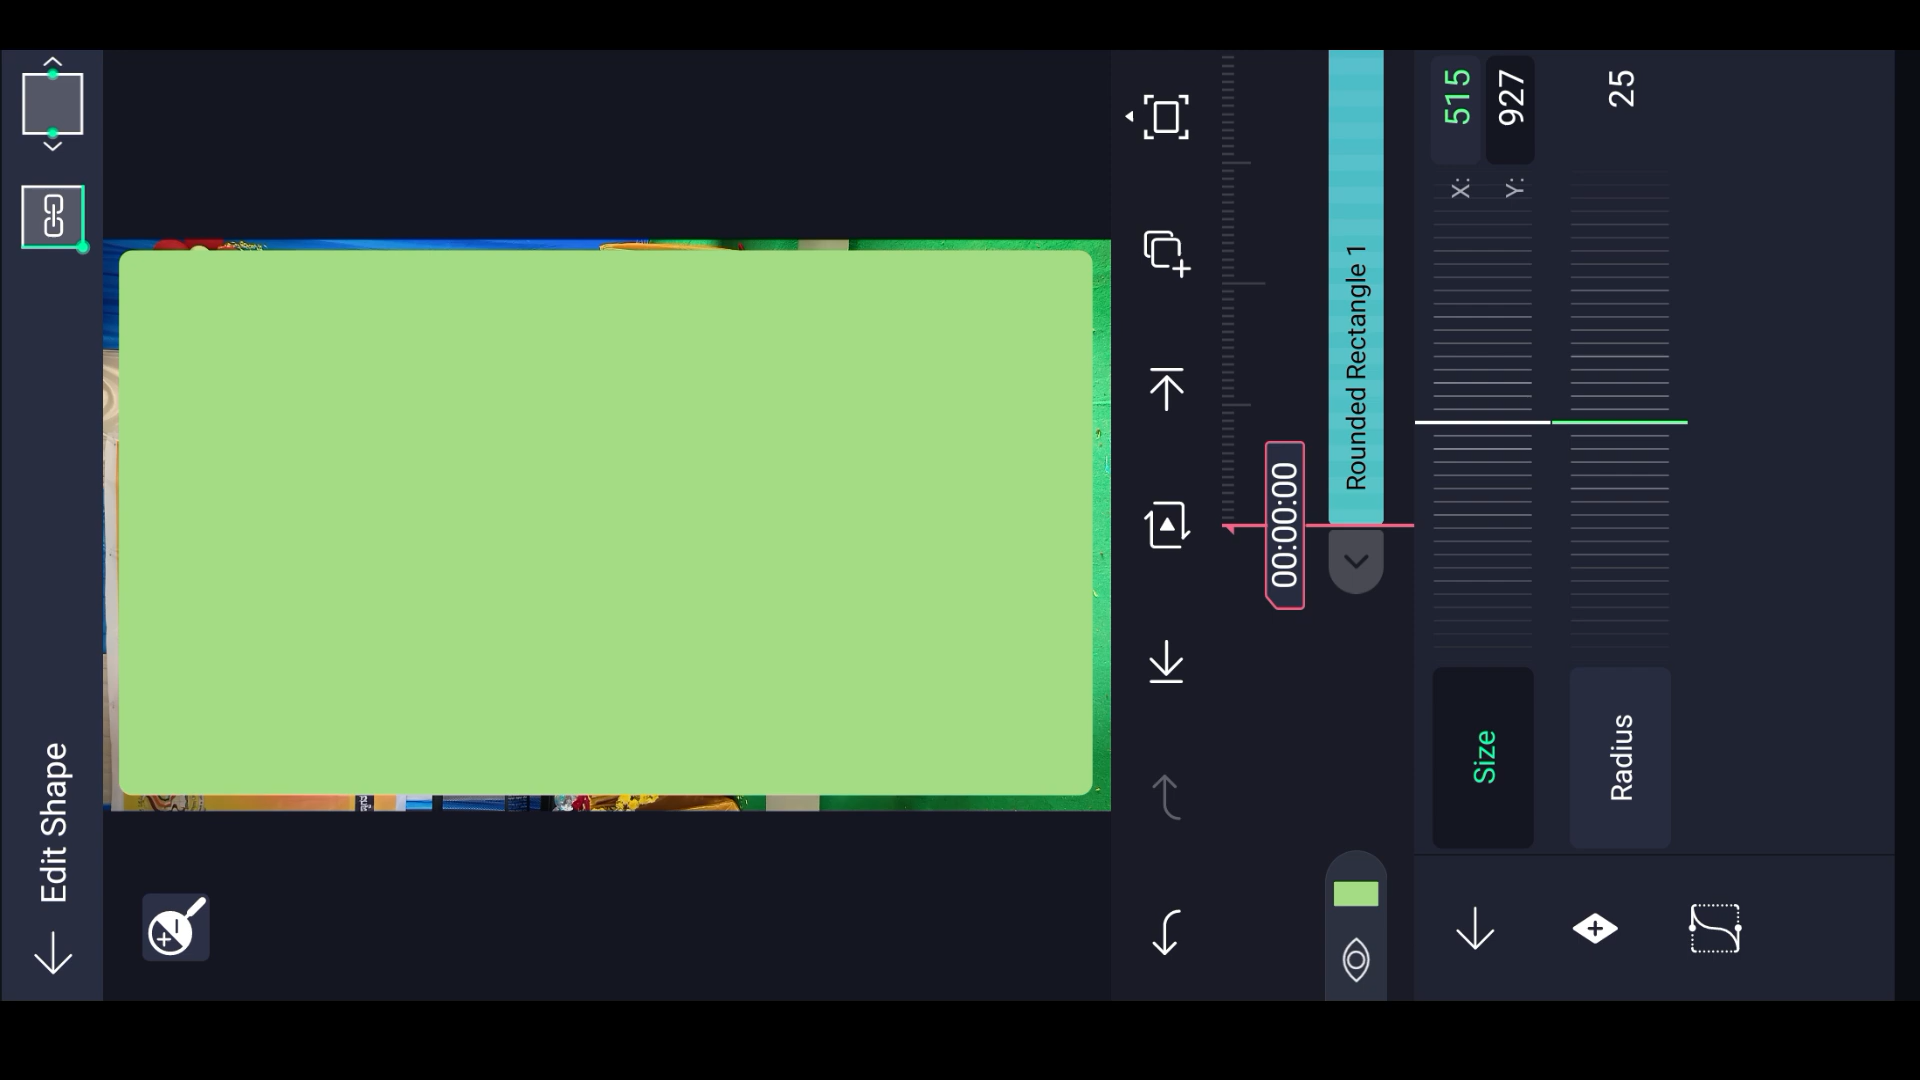 Edit Shape
00:00:00
Rounded Rectangle 1
Size
X:
515
Y:
927
Radius
25